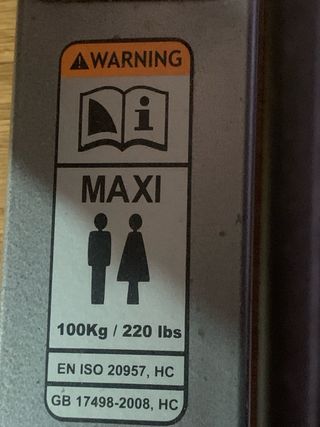 WARNING
i
MAXI
100Kg / 220 lbs
EN ISO 20957, HC
GB 17498-2008, HC